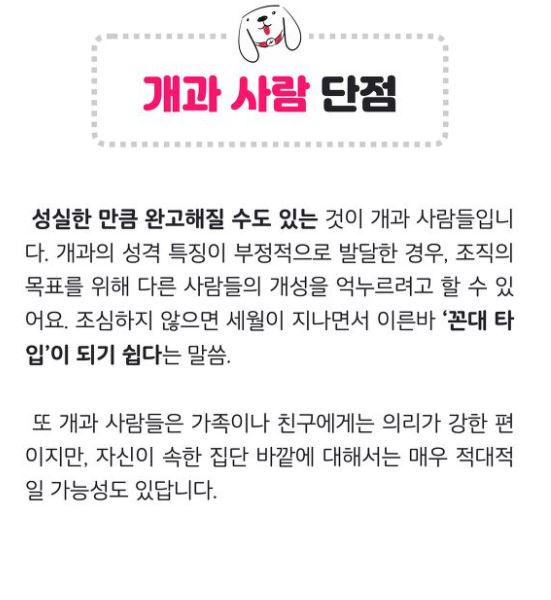 개과 사람 단점
성실한 만큼 완고해질 수도 있는 것이 개과 사람들입니
다. 개과의 성격 특징이 부정적으로 발달한 경우, 조직의
목표를 위해 다른 사람들의 개성을 억누르려고 할 수 있
어요. 조심하지 않으면 세월이 지나면서 이른바 ‘꼰대 타
입’이 되기 쉽다는 말씀.
또 개과 사람들은 가족이나 친구에게는 의리가 강한 편
이지만, 자신이 속한 집단 바깥에 대해서는 매우 적대적
일 가능성도 있답니다.